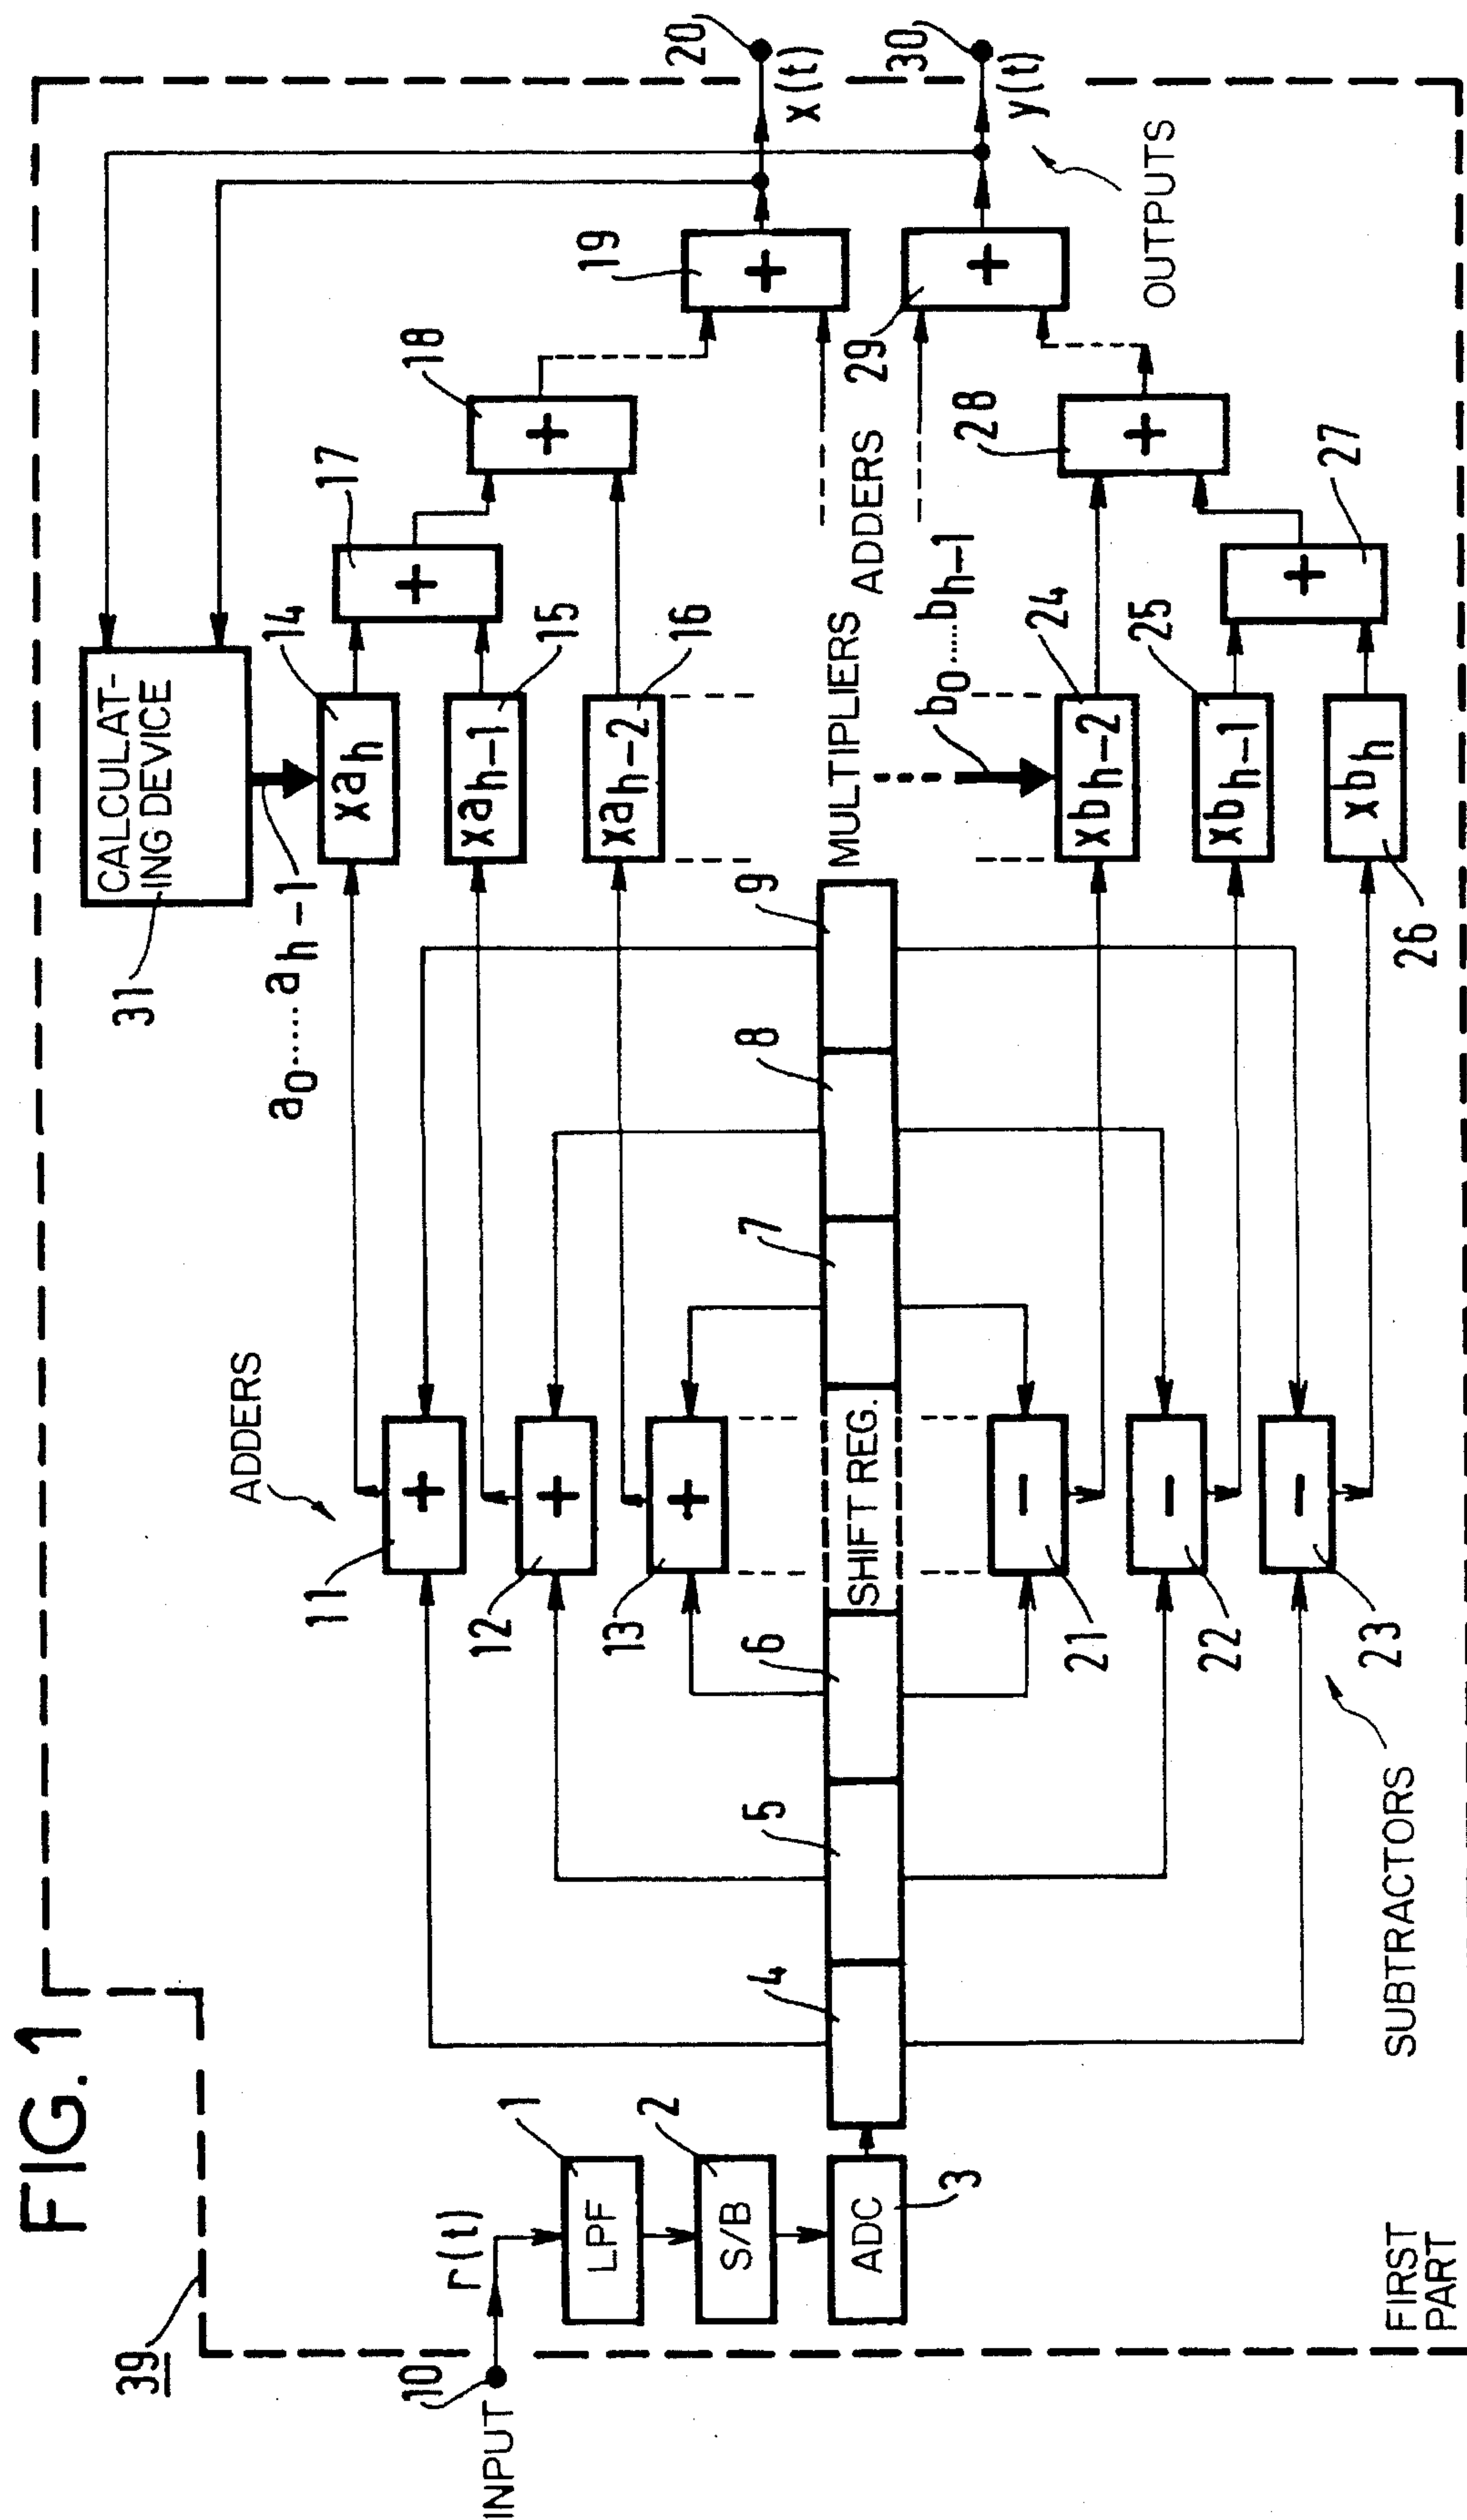 FIG. 1
39
31
CALCULAT-
ING DEVICE
a0.....ah-1
14
xah
17
+
18
+
19
+
20
x(t)
ADDERS
11
+
xah-1
15
12
+
xah-2
16
13
+
10
INPUT
r(t)
1
LPF
2
S/B
ADC
3
4
5
6
SHIFT REG.
7
8
9
MULTIPLIERS
ADDERS
29
+
30
y(t)
OUTPUTS
b0....bh-1
21
-
xbh-2
24
28
+
22
-
xbh-1
25
23
-
xbh
26
+
27
SUBTRACTORS
FIRST
PART